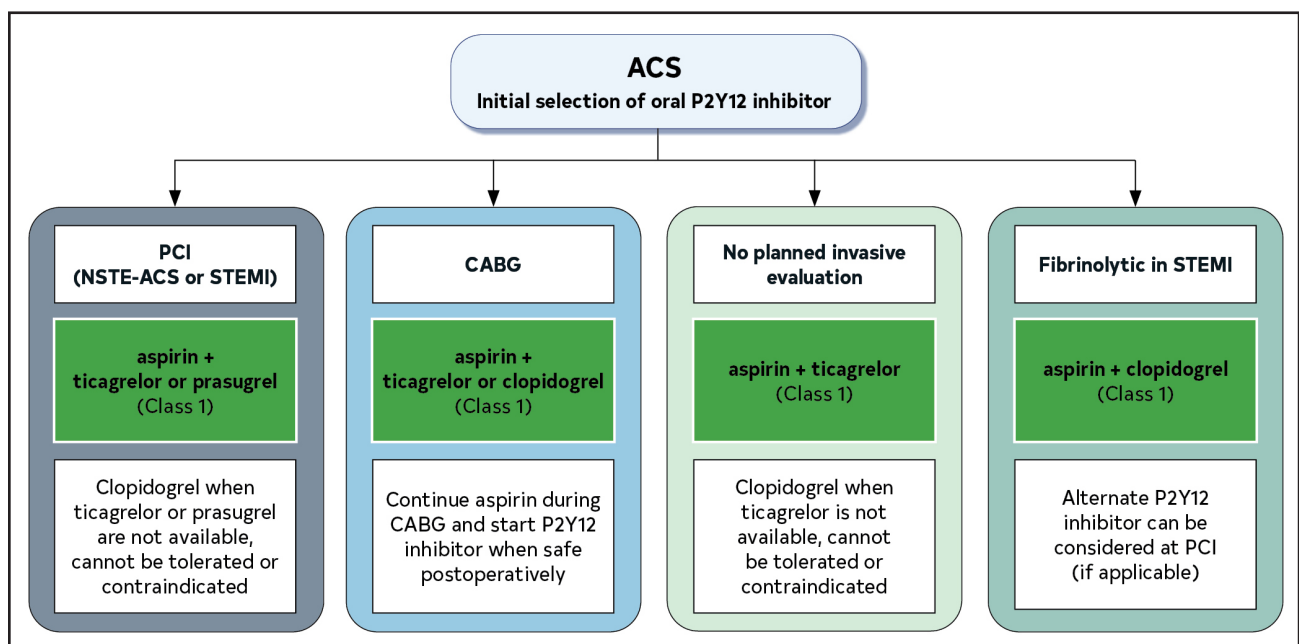 ACS
Initial selection of oral P2Y12 inhibitor
PCI
(NSTE-ACS or STEMI)
aspirin +
ticagrelor or prasugrel
(Class 1)
Clopidogrel when
ticagrelor or prasugrel
are not available,
cannot be tolerated or
contraindicated
CABG
aspirin +
ticagrelor or clopidogrel
(Class 1)
Continue aspirin during
CABG and start P2Y12
inhibitor when safe
postoperatively
No planned invasive
evaluation
aspirin + ticagrelor
(Class 1)
Clopidogrel when
ticagrelor is not
available, cannot
be tolerated or
contraindicated
Fibrinolytic in STEMI
aspirin + clopidogrel
(Class 1)
Alternate P2Y12
inhibitor can be
considered at PCI
(if applicable)